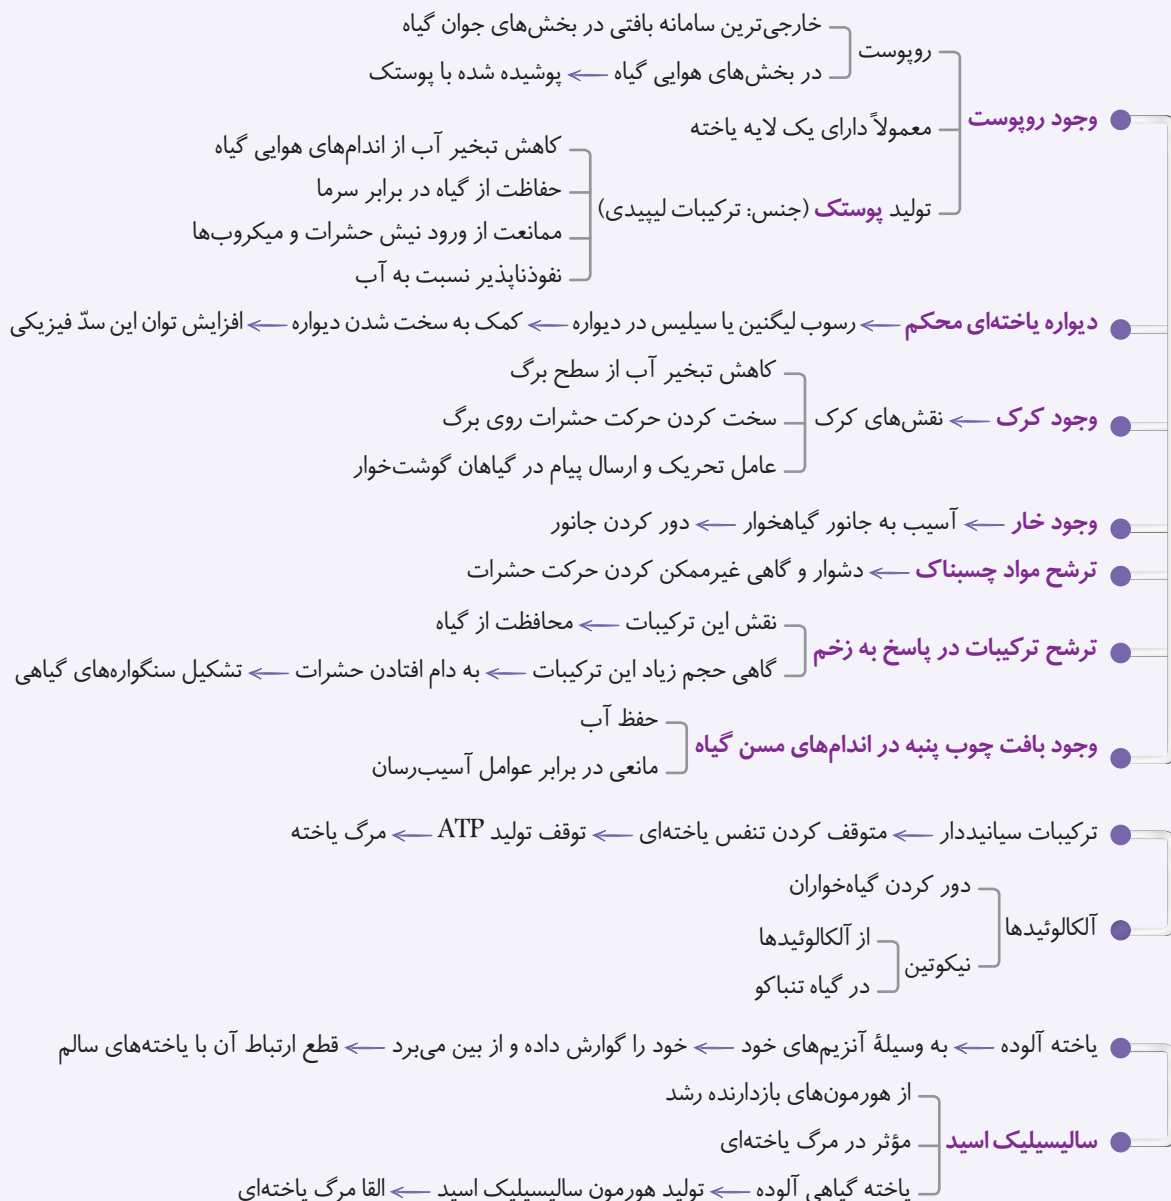 خارجی‌ترین سامانه بافتی در بخش‌های جوان گیاه
روپوست
در بخش‌های هوایی گیاه ← پوشیده شده با پوستک
وجود روپوست
معمولاً دارای یک لایه یاخته
کاهش تبخیر آب از اندام‌های هوایی گیاه
حفاظت از گیاه در برابر سرما
تولید پوستک (جنس: ترکیبات لیپیدی)
ممانعت از ورود نیش حشرات و میکروب‌ها
نفوذناپذیر نسبت به آب
دیواره یاخته‌ای محکم ← رسوب لیگنین یا سیلیس در دیواره ← کمک به سخت شدن دیواره ← افزایش توان این سدّ فیزیکی
کاهش تبخیر آب از سطح برگ
وجود کرک ← نقش‌های کرک
سخت کردن حرکت حشرات روی برگ
عامل تحریک و ارسال پیام در گیاهان گوشت‌خوار
وجود خار ← آسیب به جانور گیاهخوار ← دور کردن جانور
ترشح مواد چسبناک ← دشوار و گاهی غیرممکن کردن حرکت حشرات
نقش این ترکیبات ← محافظت از گیاه
ترشح ترکیبات در پاسخ به زخم
گاهی حجم زیاد این ترکیبات ← به دام افتادن حشرات ← تشکیل سنگواره‌های گیاهی
حفظ آب
وجود بافت چوب پنبه در اندام‌های مسن گیاه
مانعی در برابر عوامل آسیب‌رسان
ترکیبات سیانیددار ← متوقف کردن تنفس یاخته‌ای ← توقف تولید ATP ← مرگ یاخته
دور کردن گیاه‌خواران
آلکالوئیدها
از آلکالوئیدها
نیکوتین
در گیاه تنباکو
یاخته آلوده ← به وسیلهٔ آنزیم‌های خود ← خود را گوارش داده و از بین می‌برد ← قطع ارتباط آن با یاخته‌های سالم
از هورمون‌های بازدارنده رشد
سالیسیلیک اسید
مؤثر در مرگ یاخته‌ای
یاخته گیاهی آلوده ← تولید هورمون سالیسیلیک اسید ← القا مرگ یاخته‌ای